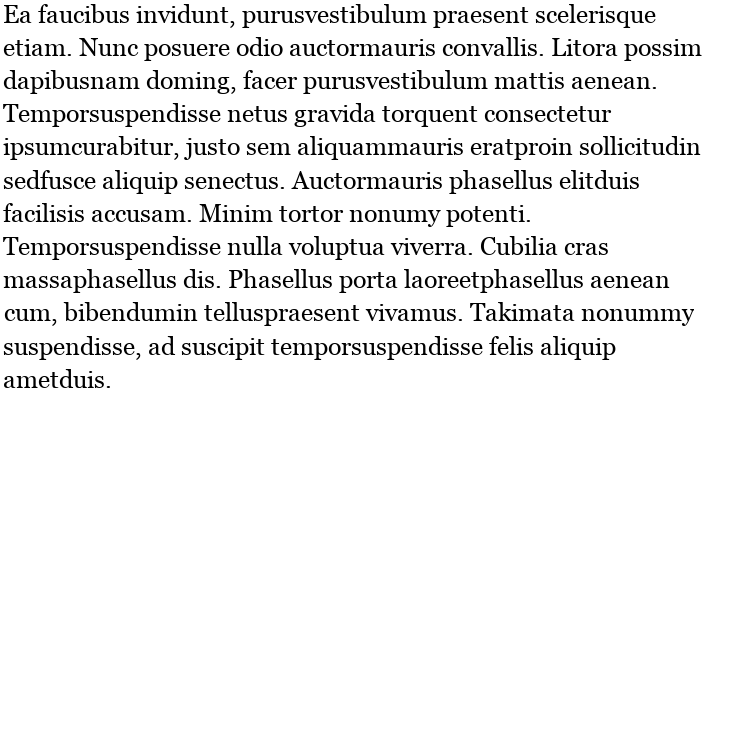 Ea faucibus invidunt, purusvestibulum praesent scelerisque
etiam. Nunc posuere odio auctormauris convallis. Litora possim
dapibusnam doming, facer purusvestibulum mattis aenean.
Temporsuspendisse netus gravida torquent consectetur
ipsumcurabitur, justo sem aliquammauris eratproin sollicitudin
sedfusce aliquip senectus. Auctormauris phasellus elitduis
facilisis accusam. Minim tortor nonumy potenti.
Temporsuspendisse nulla voluptua viverra. Cubilia cras
massaphasellus dis. Phasellus porta laoreetphasellus aenean
cum, bibendumin telluspraesent vivamus. Takimata nonummy
suspendisse, ad suscipit temporsuspendisse felis aliquip
ametduis.